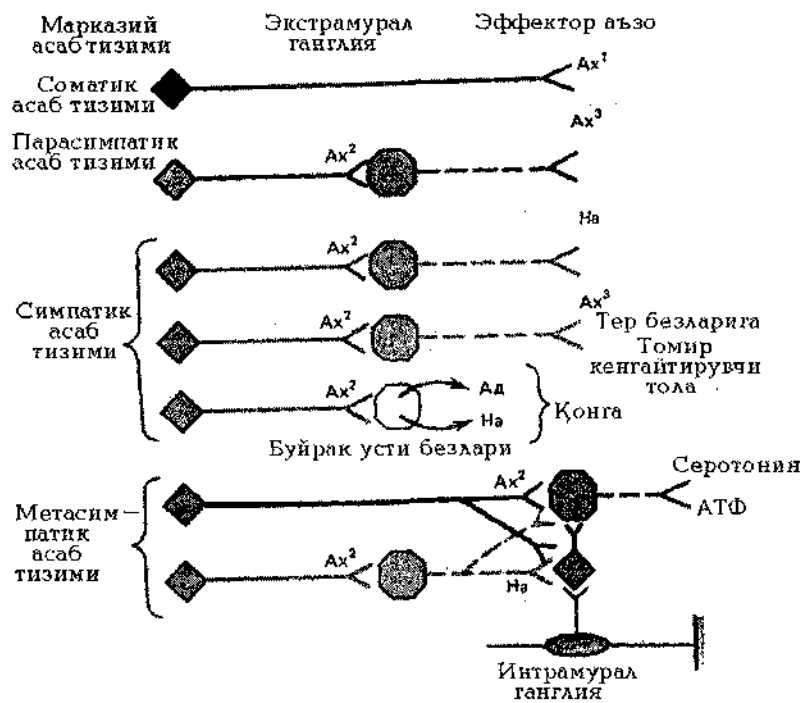 Марказий
асаб тизими
Экстрамурал
ганглия
Эффектор аъзо
Соматик
асаб тизими
Ах¹
Парасимпатик
асаб тизими
Ах²
Ах³
Симпатик
асаб
тизими
Ах²
На
Ах²
Ах³
Тер безларига
Томир
кенгайтирувчи
тола
Ах²
Ад
На
Қонга
Буйрак усти безлари
Метасим–
патик
асаб
тизими
Ах²
Серотонин
АТФ
Ах²
На
Интрамурал
ганглия